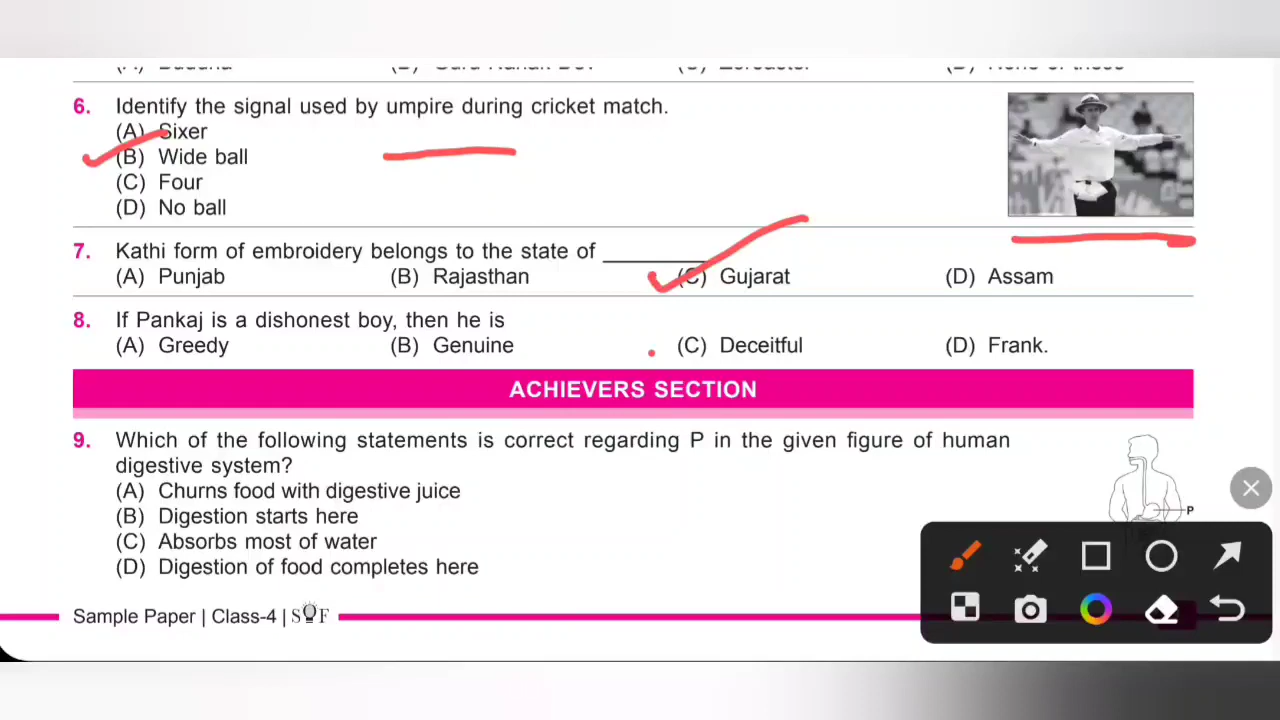 6. Identify the signal used by umpire during cricket match.
(A) Sixer
(B) Wide ball
(C) Four
(D) No ball
7. Kathi form of embroidery belongs to the state of _________
(A) Punjab (B) Rajasthan (C) Gujarat (D) Assam
8. If Pankaj is a dishonest boy, then he is
(A) Greedy (B) Genuine (C) Deceitful (D) Frank.
ACHIEVERS SECTION
9. Which of the following statements is correct regarding P in the given figure of human
digestive system?
(A) Churns food with digestive juice
(B) Digestion starts here
(C) Absorbs most of water
(D) Digestion of food completes here
P
Sample Paper | Class-4 | SOF